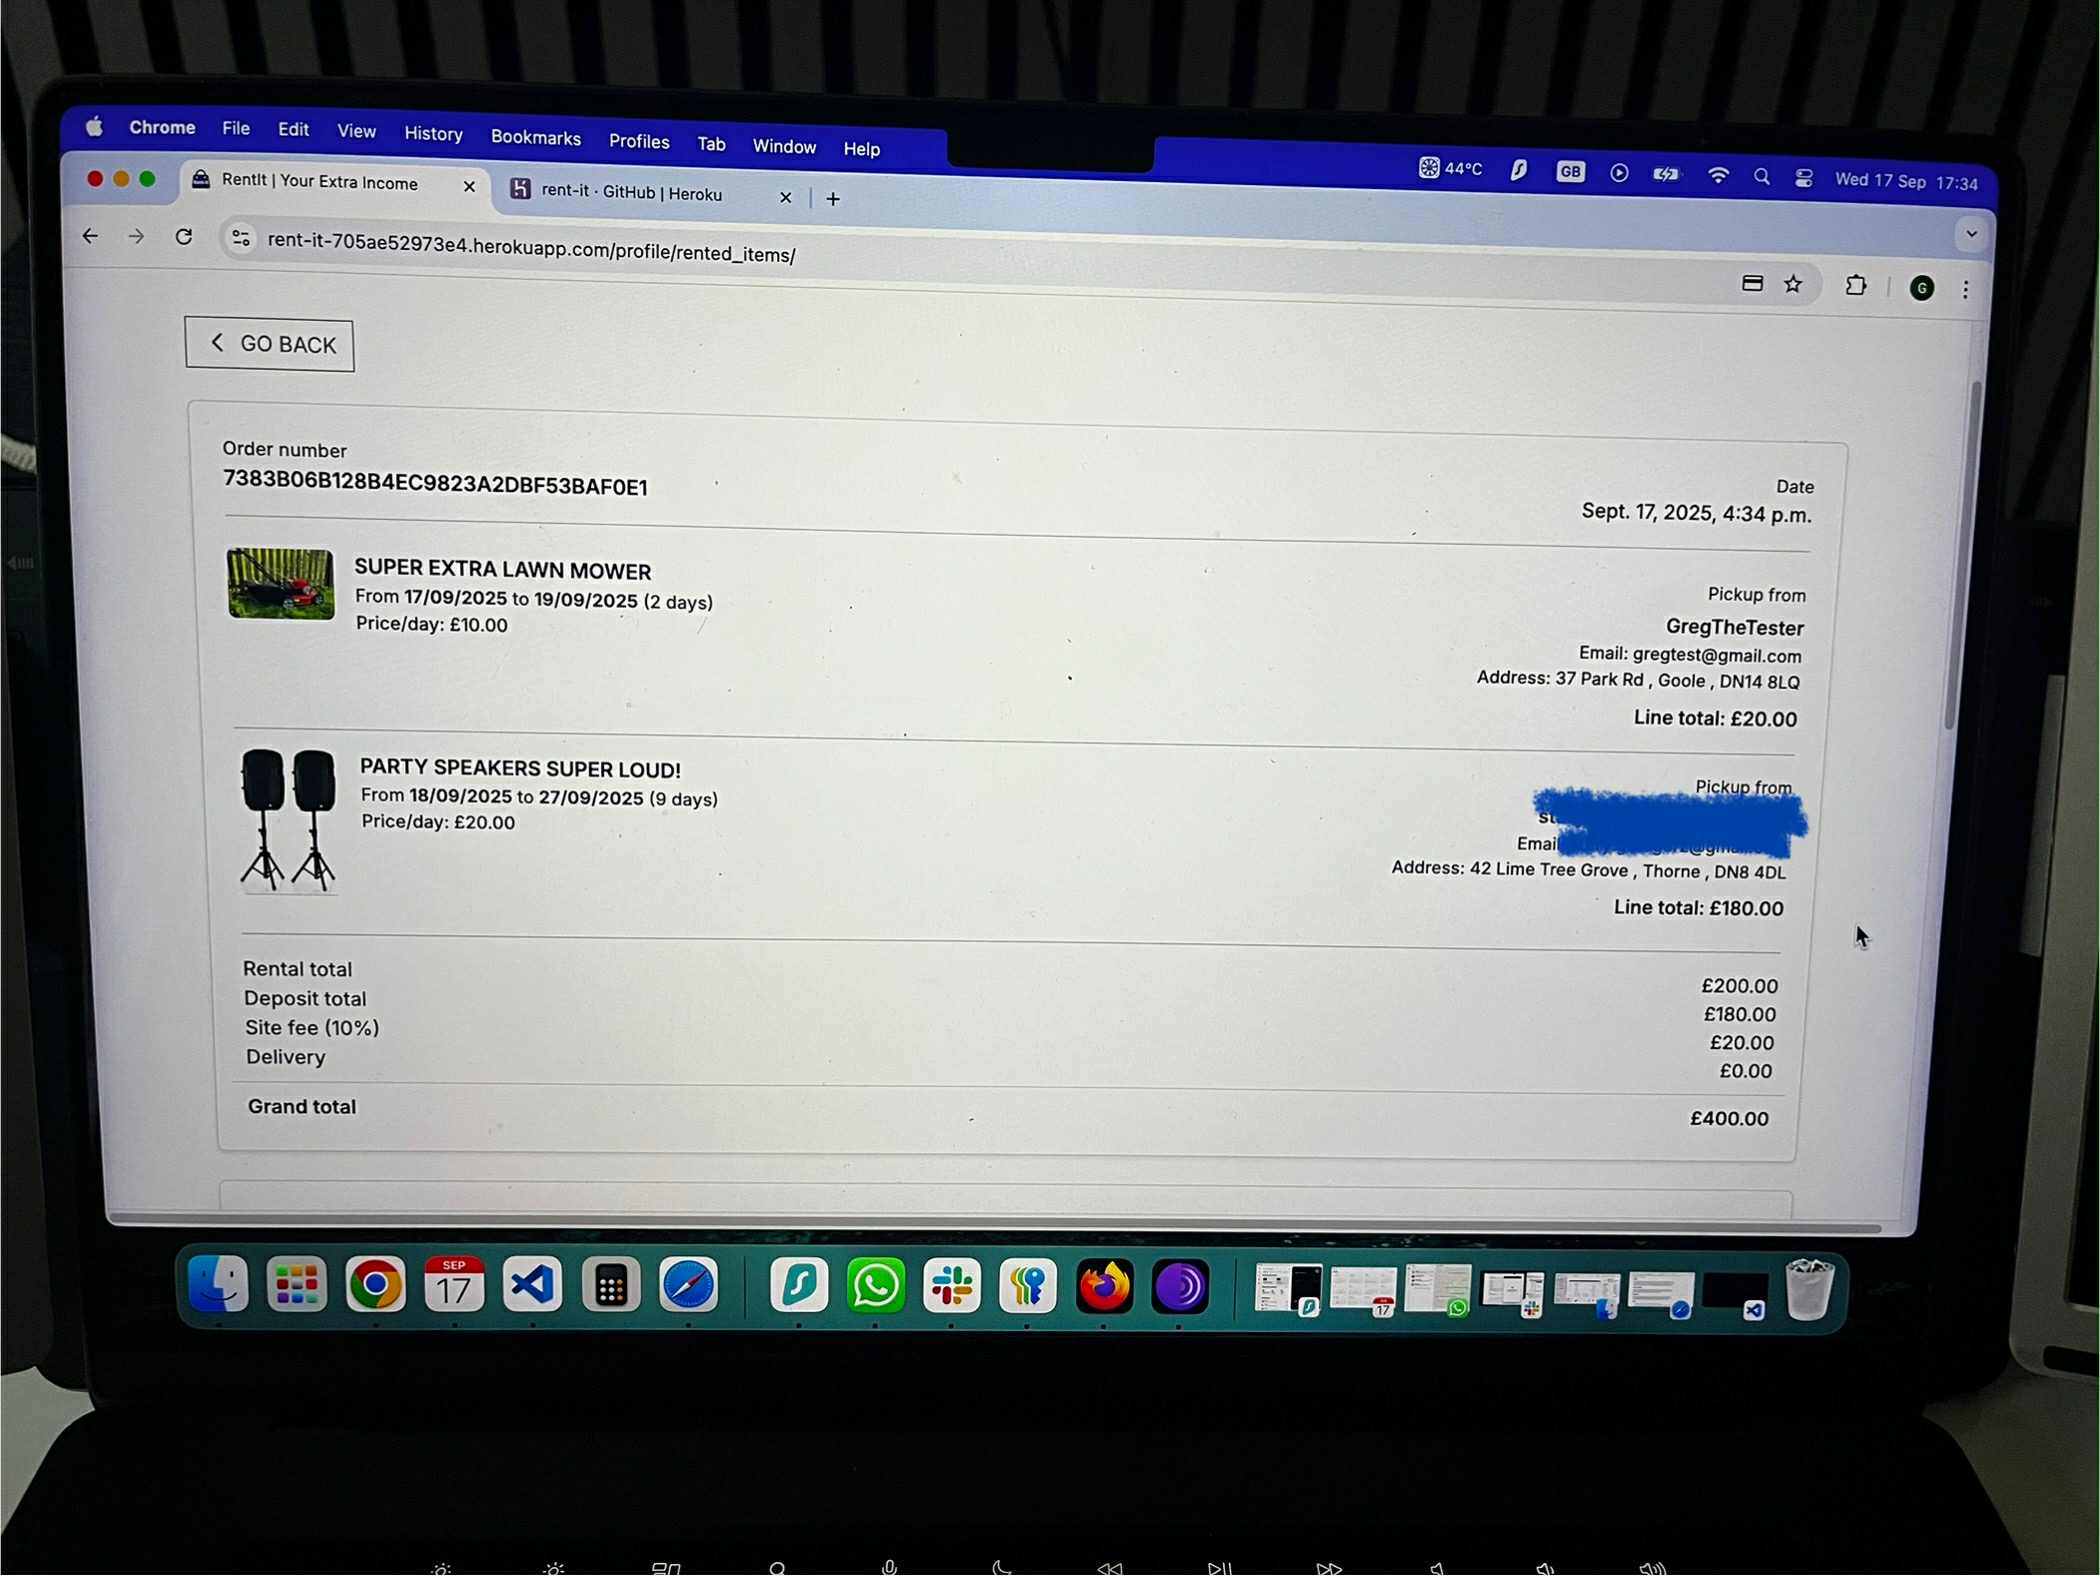 Chrome File Edit View History Bookmarks Profiles Tab Window Help 44°C GB Wed 17 Sep 17:34
RentIt | Your Extra Income rent-it · GitHub | Heroku
rent-it-705ae52973e4.herokuapp.com/profile/rented_items/
G
GO BACK
Order number
7383B06B128B4EC9823A2DBF53BAF0E1
Date
Sept. 17, 2025, 4:34 p.m.
SUPER EXTRA LAWN MOWER
From 17/09/2025 to 19/09/2025 (2 days)
Price/day: £10.00
Pickup from
GregTheTester
Email: gregtest@gmail.com
Address: 37 Park Rd , Goole , DN14 8LQ
Line total: £20.00
PARTY SPEAKERS SUPER LOUD!
From 18/09/2025 to 27/09/2025 (9 days)
Price/day: £20.00
Pickup from
Email
Address: 42 Lime Tree Grove , Thorne , DN8 4DL
Line total: £180.00
Rental total £200.00
Deposit total £180.00
Site fee (10%) £20.00
Delivery £0.00
Grand total £400.00
SEP
17
17